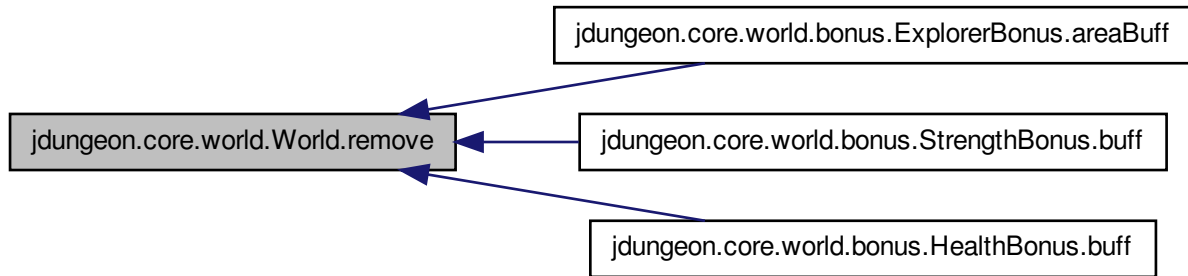 jdungeon.core.world.bonus.ExplorerBonus.areaBuff
jdungeon.core.world.World.remove
jdungeon.core.world.bonus.StrengthBonus.buff
jdungeon.core.world.bonus.HealthBonus.buff